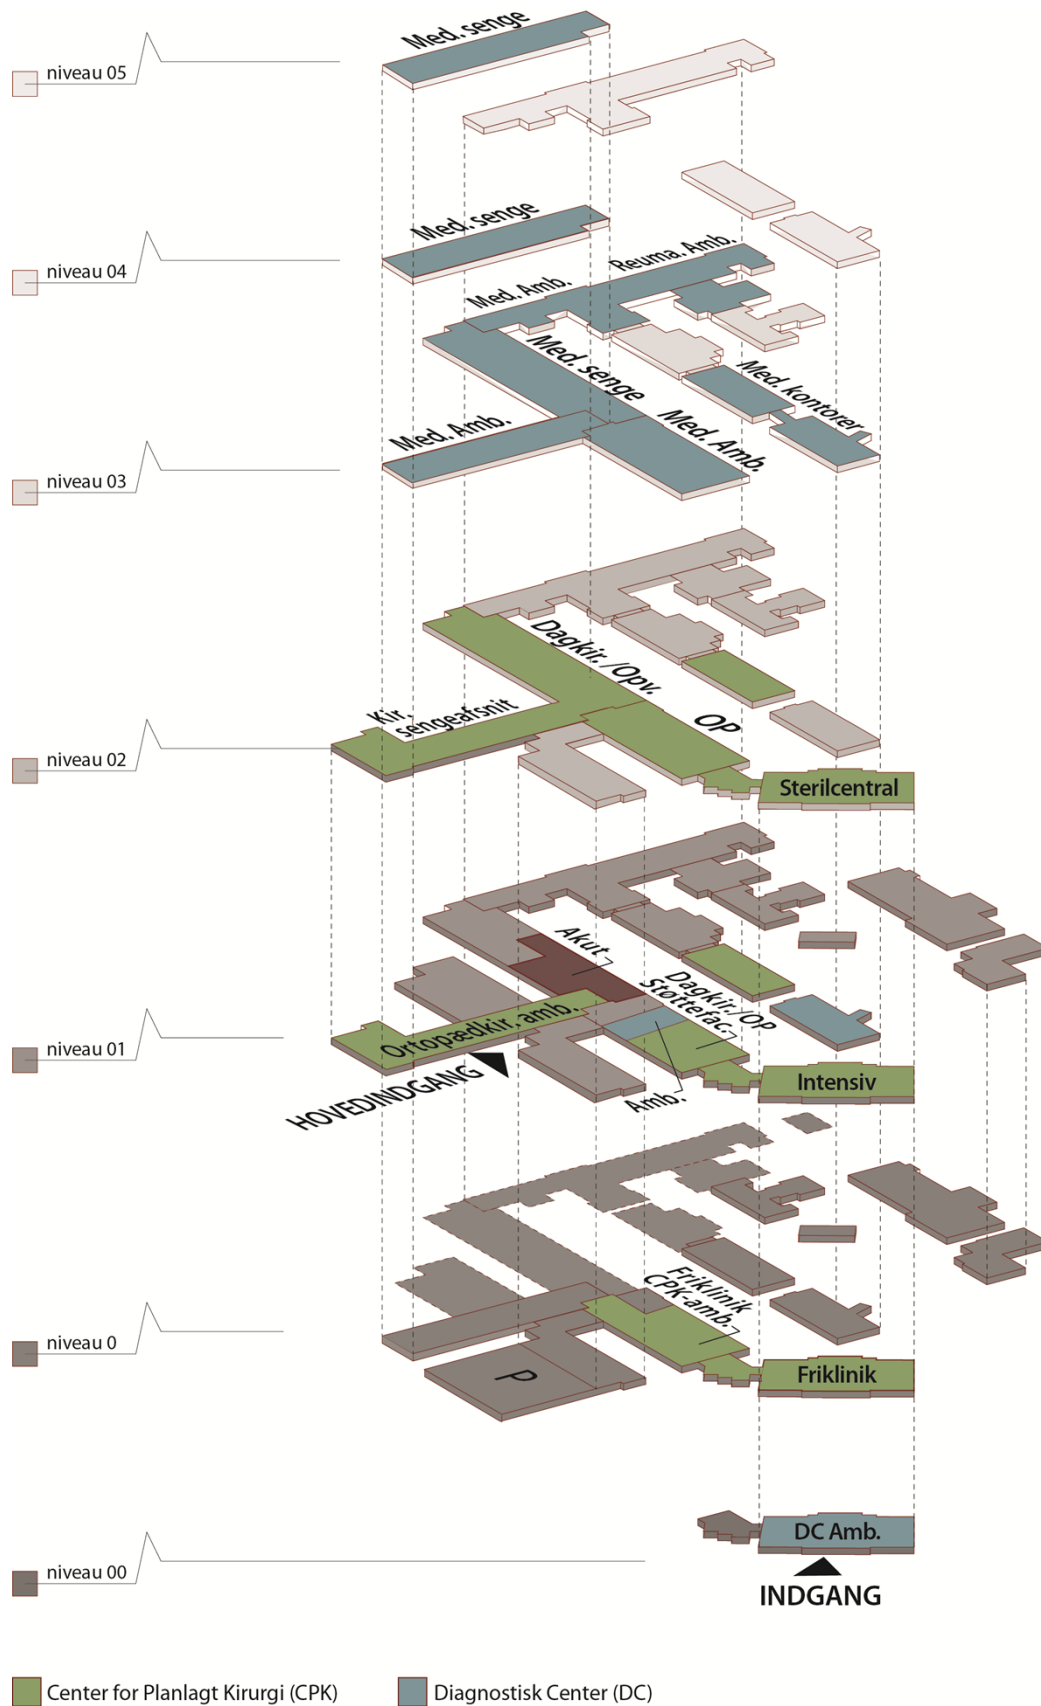 Med. senge
niveau 05
Med. senge
niveau 04
Reuma. Amb.
Med. Amb.
Med. senge
Med. kontorer
Med. Amb.
Med. Amb.
niveau 03
Dagkir. /Opv.
Kir.
sengeafsnit
OP
niveau 02
Sterilcentral
Akut
Dagkir./OP
Støttefac.
Ortopædkir, amb.
niveau 01
Intensiv
HOVEDINDGANG
Amb.
Friklinik
CPK-amb.
niveau 0
P
Friklinik
DC Amb.
niveau 00
INDGANG
Center for Planlagt Kirurgi (CPK)
Diagnostisk Center (DC)